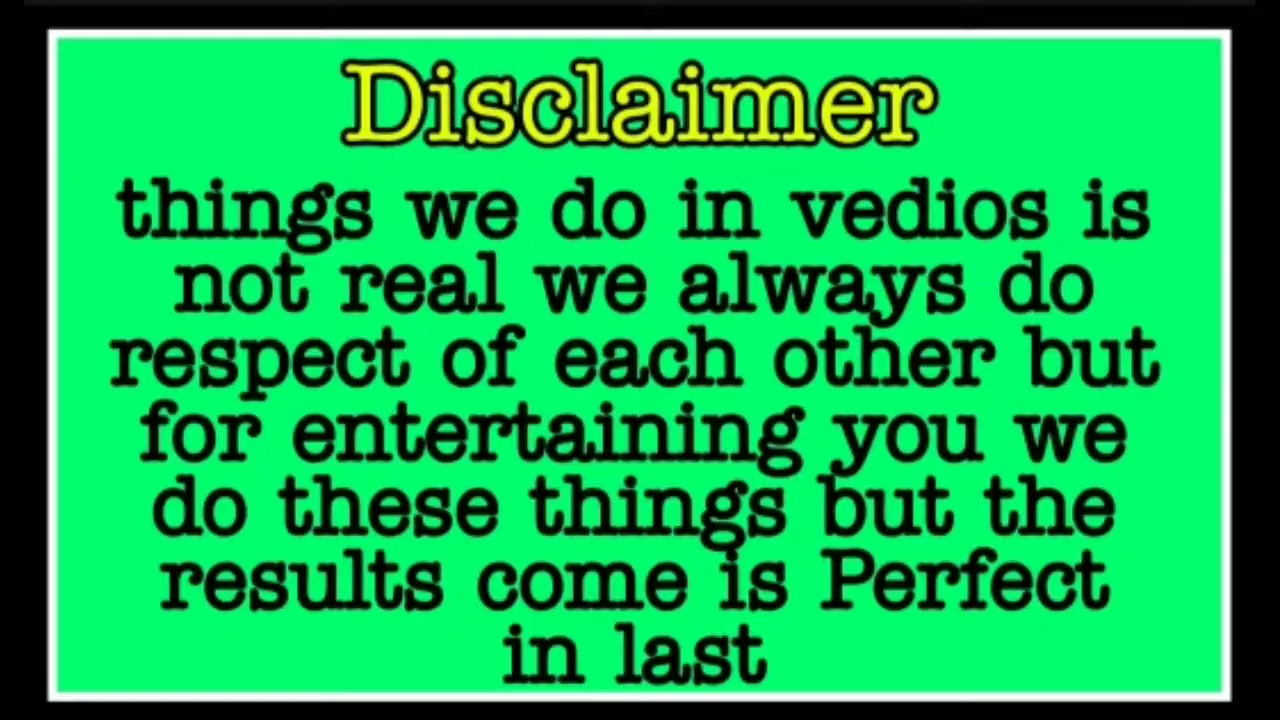 Disclaimer
things we do in vedios is
not real we always do
respect of each other but
for entertaining you we
do these things but the
results come is Perfect
in last